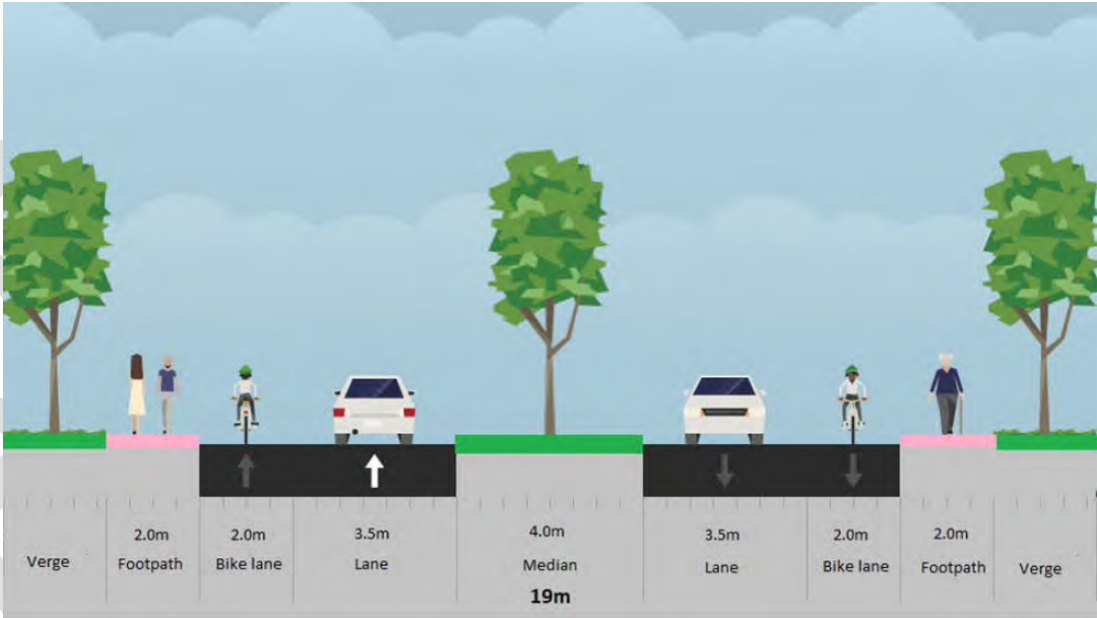 2.0m
2.0m
3.5m
4.0m
3.5m
2.0m
2.0m
Verge
Footpath
Bike lane
Lane
Median
Lane
Bike lane
Footpath
Verge
19m